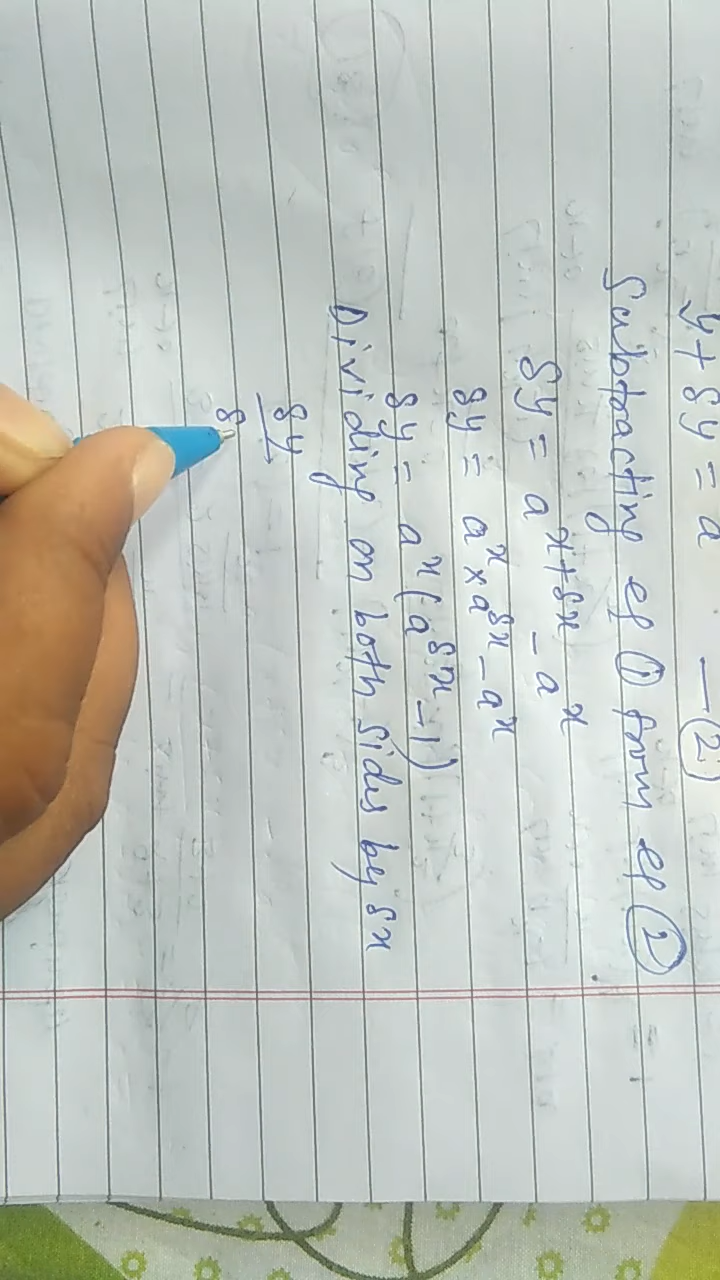 y + δy = a — (2)
Subtracting eq ① from eq ②
δy = a^(x+δx) - a^x
δy = a^x × a^(δx) - a^x
δy = a^x (a^(δx) - 1)
Dividing on both sides by δx
δy/δ